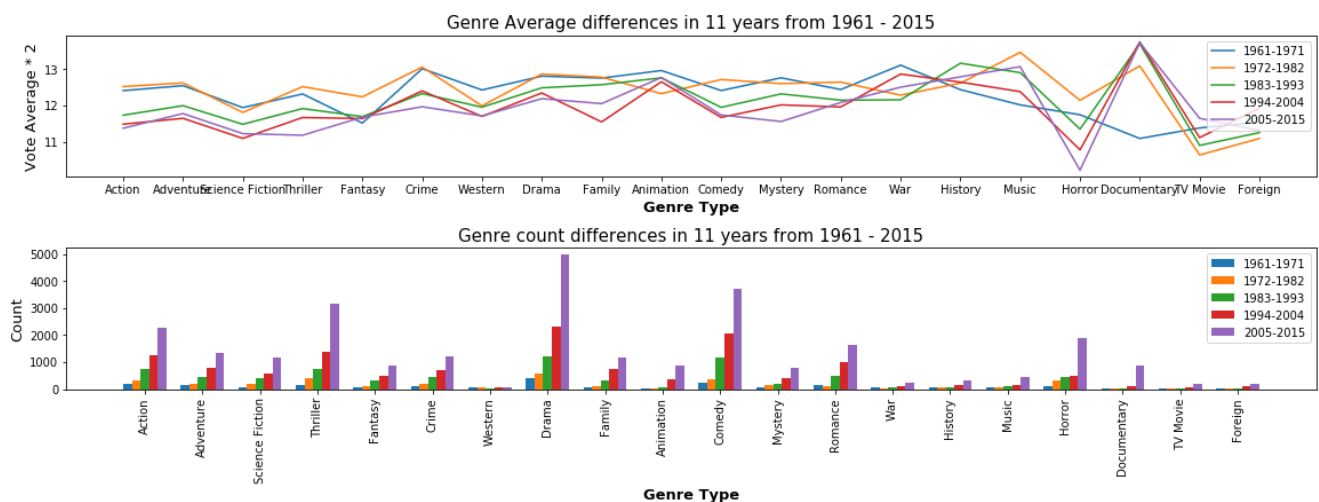 Genre Average differences in 11 years from 1961 - 2015
Vote Average * 2
13
12
11
1961-1971
1972-1982
1983-1993
1994-2004
2005-2015
Action Adventure Science Fiction Thriller Fantasy Crime Western Drama Family Animation Comedy Mystery Romance War History Music Horror Documentary TV Movie Foreign
Genre Type
Genre count differences in 11 years from 1961 - 2015
Count
5000
4000
3000
2000
1000
0
1961-1971
1972-1982
1983-1993
1994-2004
2005-2015
Action
Adventure
Science Fiction
Thriller
Fantasy
Crime
Western
Drama
Family
Animation
Comedy
Mystery
Romance
War
History
Music
Horror
Documentary
TV Movie
Foreign
Genre Type